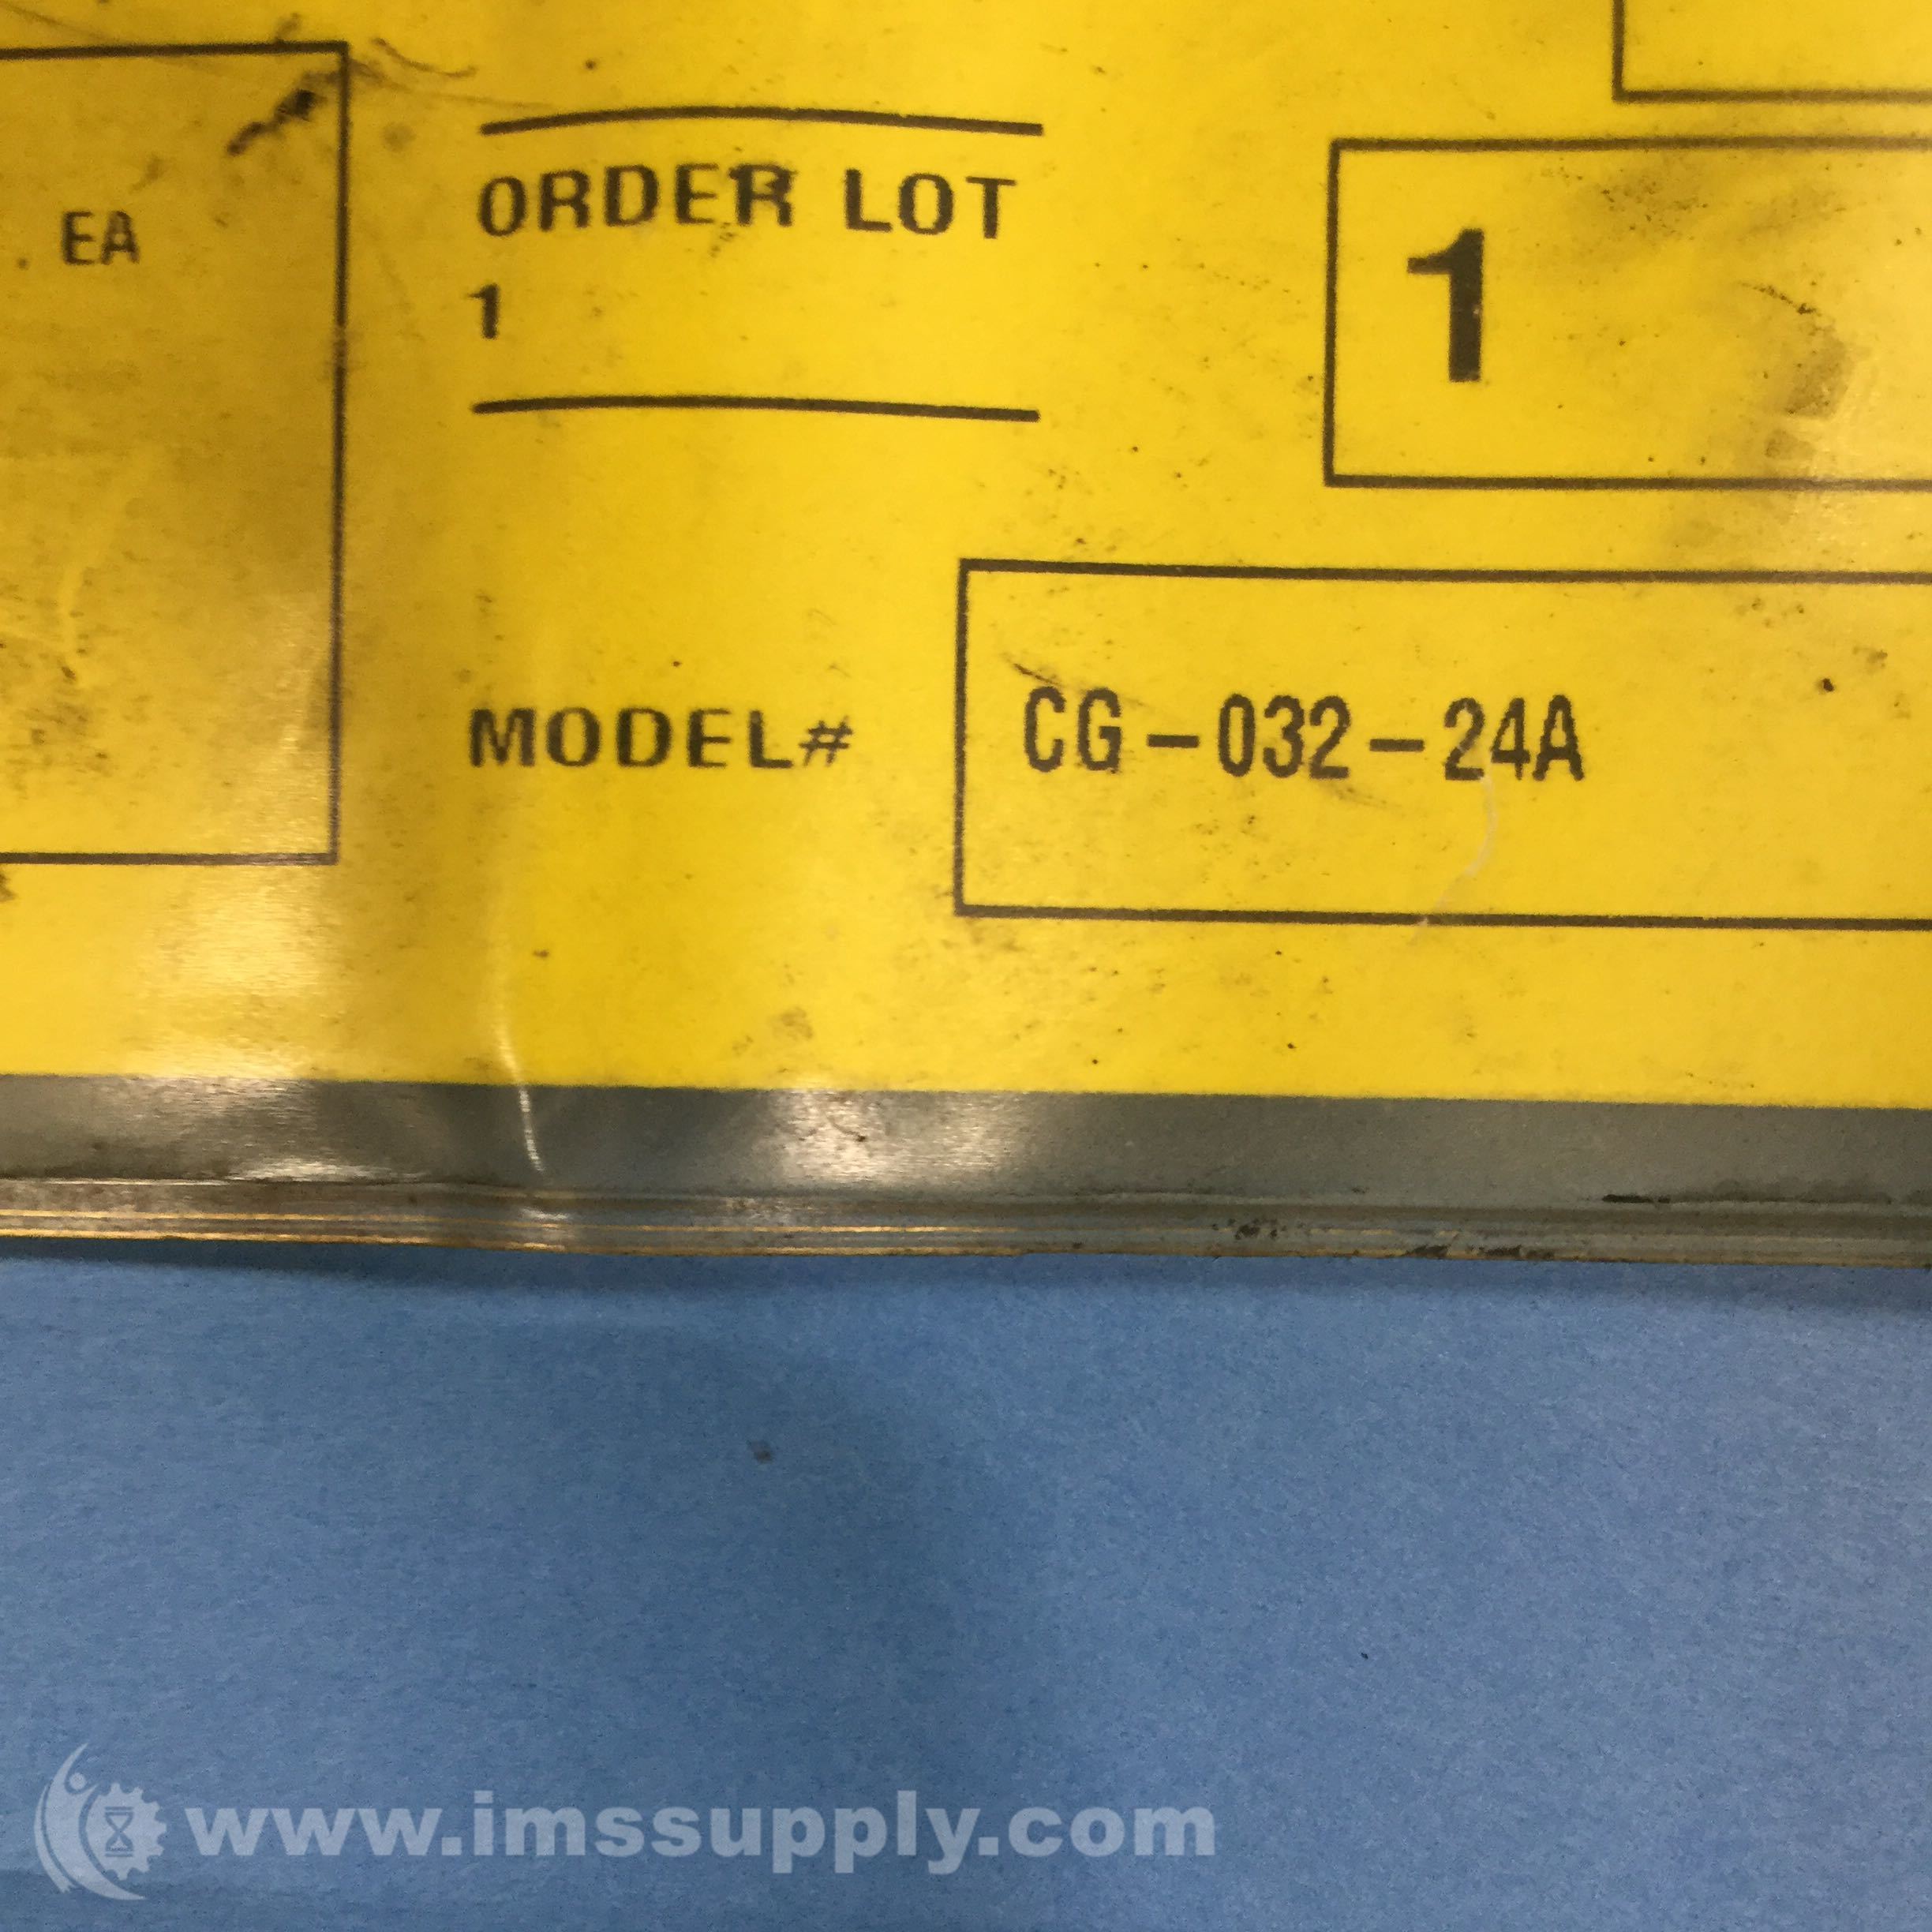 . EA
ORDER LOT
1
1
MODEL# CG-032-24A
www.imssupply.com